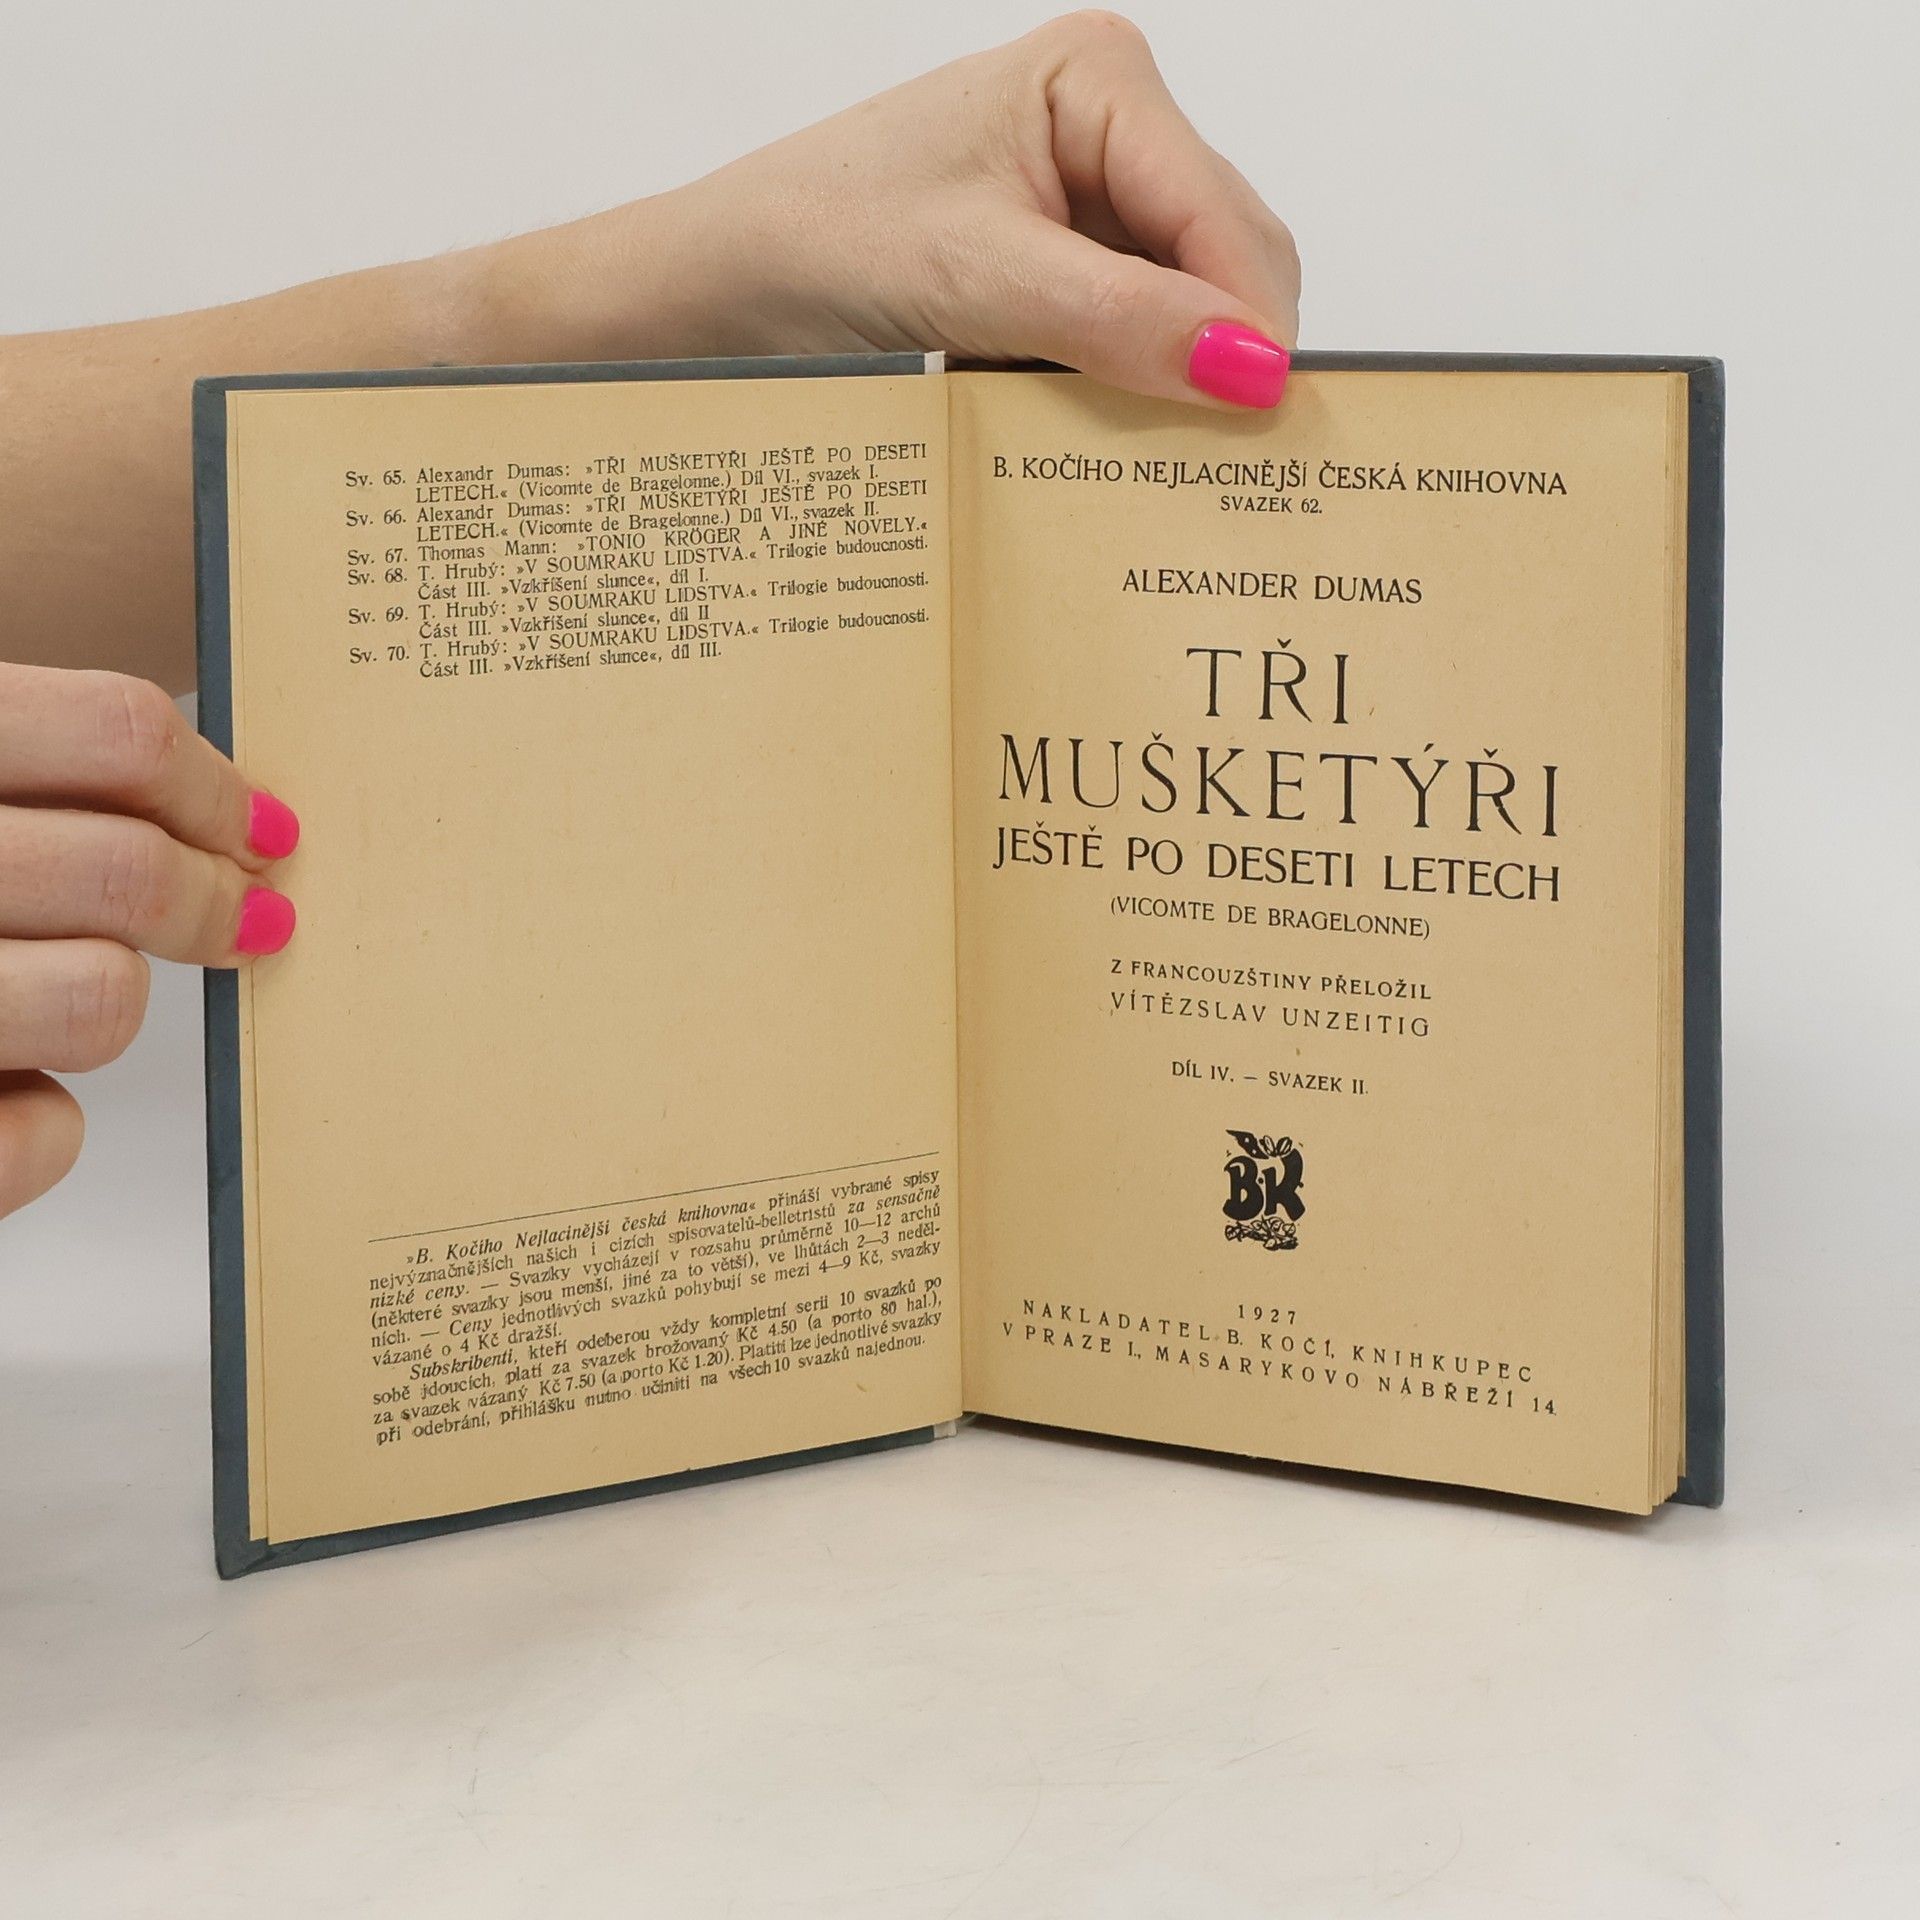 Sv. 65. Alexandr Dumas: »TŘI MUŠKETÝŘI JEŠTĚ PO DESETI
LETECH.« (Vicomte de Bragelonne.) Díl VI., svazek I.
Sv. 66. Alexandr Dumas: »TŘI MUŠKETÝŘI JEŠTĚ PO DESETI
LETECH.« (Vicomte de Bragelonne.) Díl VI., svazek II.
Sv. 67. Thomas Mann: »TONIO KRÖGER A JINÉ NOVELY.«
Sv. 68. T. Hrubý: »V SOUMRAKU LIDSTVA.« Trilogie budoucnosti.
Část III. »Vzkříšení slunce«, díl I.
Sv. 69. T. Hrubý: »V SOUMRAKU LIDSTVA.« Trilogie budoucnosti.
Část III. »Vzkříšení slunce«, díl II
Sv. 70. T. Hrubý: »V SOUMRAKU LIDSTVA.« Trilogie budoucnosti.
Část III. »Vzkříšení slunce«, díl III.
»B. Kočího Nejlacinější česká knihovna« přináší vybrané spisy
nejvýznačnějších našich i cizích spisovatelů-belletristů za sensačně
nízké ceny. — Svazky vycházejí v rozsahu průměrně 10—12 archů
(některé svazky jsou menší, jiné za to větší), ve lhůtách 2—3 neděl-
ních. — Ceny jednotlivých svazků pohybují se mezi 4—9 Kč, svazky
vázané o 4 Kč dražší.
Subskribenti, kteří odeberou vždy kompletní serii 10 svazků po
sobě jdoucích, platí za svazek brožovaný Kč 4.50 (a porto 80 hal.),
za svazek vázaný Kč 7.50 (a porto Kč 1.20). Platiti lze jednotlivé svazky
při odebrání, přihlášku nutno učiniti na všech 10 svazků najednou.
B. KOČÍHO NEJLACINĚJŠÍ ČESKÁ KNIHOVNA
SVAZEK 62.
ALEXANDER DUMAS
TŘI
MUŠKETÝŘI
JEŠTĚ PO DESETI LETECH
(VICOMTE DE BRAGELONNE)
Z FRANCOUZŠTINY PŘELOŽIL
VÍTĚZSLAV UNZEITIG
DÍL IV. — SVAZEK II.
B.K.
1927
NAKLADATEL B. KOČÍ, KNIHKUPEC
V PRAZE I., MASARYKOVO NÁBŘEŽÍ 14